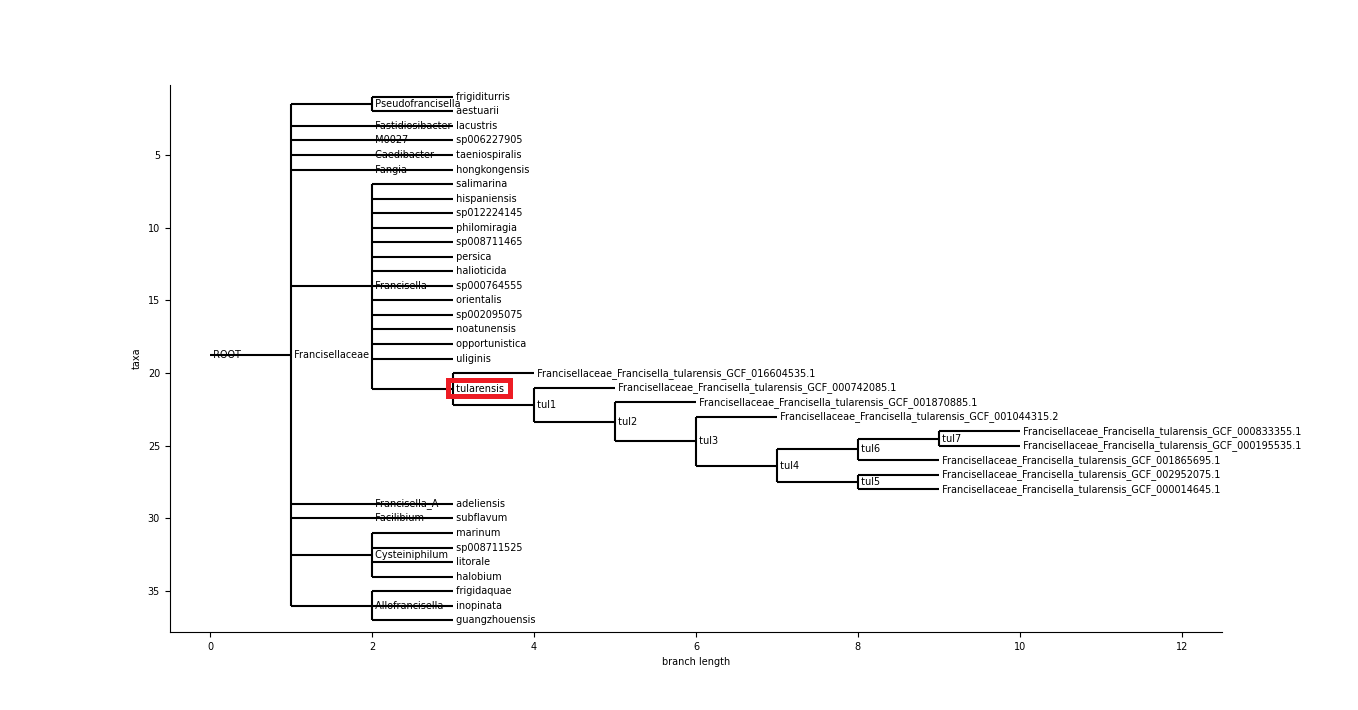 frigiditurris
Pseudofrancisella
aestuarii
Fastidiosibacter lacustris
M0027 sp006227905
5 Caedibacter taeniospiralis
Fangia hongkongensis
salimarina
hispaniensis
sp012224145
10 philomiragia
sp008711465
persica
halioticida
Francisella sp000764555
15 orientalis
sp002095075
noatunensis
opportunistica
ROOT Francisellaceae
uliginis
taxa
20 Francisellaceae_Francisella_tularensis_GCF_016604535.1
tularensis Francisellaceae_Francisella_tularensis_GCF_000742085.1
tul1 Francisellaceae_Francisella_tularensis_GCF_001870885.1
tul2 Francisellaceae_Francisella_tularensis_GCF_001044315.2
Francisellaceae_Francisella_tularensis_GCF_000833355.1
tul3 tul7
25 tul6 Francisellaceae_Francisella_tularensis_GCF_000195535.1
Francisellaceae_Francisella_tularensis_GCF_001865695.1
tul4
Francisellaceae_Francisella_tularensis_GCF_002952075.1
tul5
Francisellaceae_Francisella_tularensis_GCF_000014645.1
Francisella_A adeliensis
30 Facilibium subflavum
marinum
sp008711525
Cysteiniphilum
litorale
halobium
35 frigidaquae
Allofrancisella inopinata
guangzhouensis
0 2 4 6 8 10 12
branch length